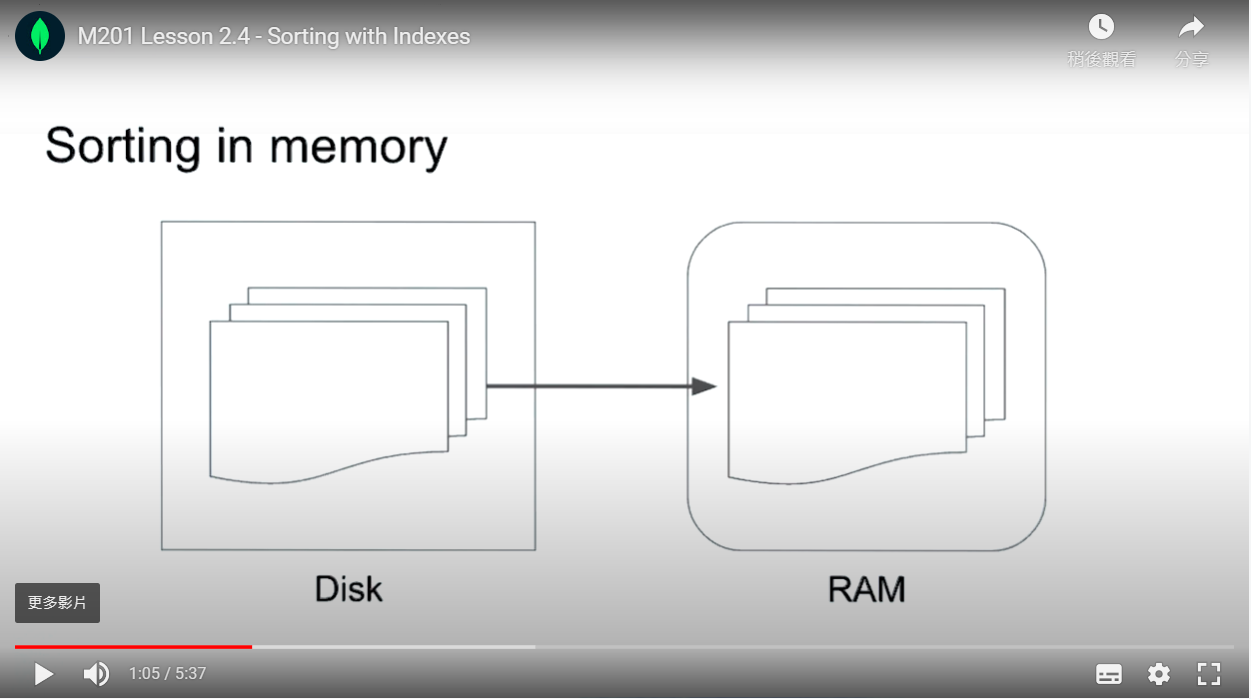 M201 Lesson 2.4 - Sorting with Indexes
稍後觀看
分享
Sorting in memory
Disk
RAM
更多影片
1:05 / 5:37